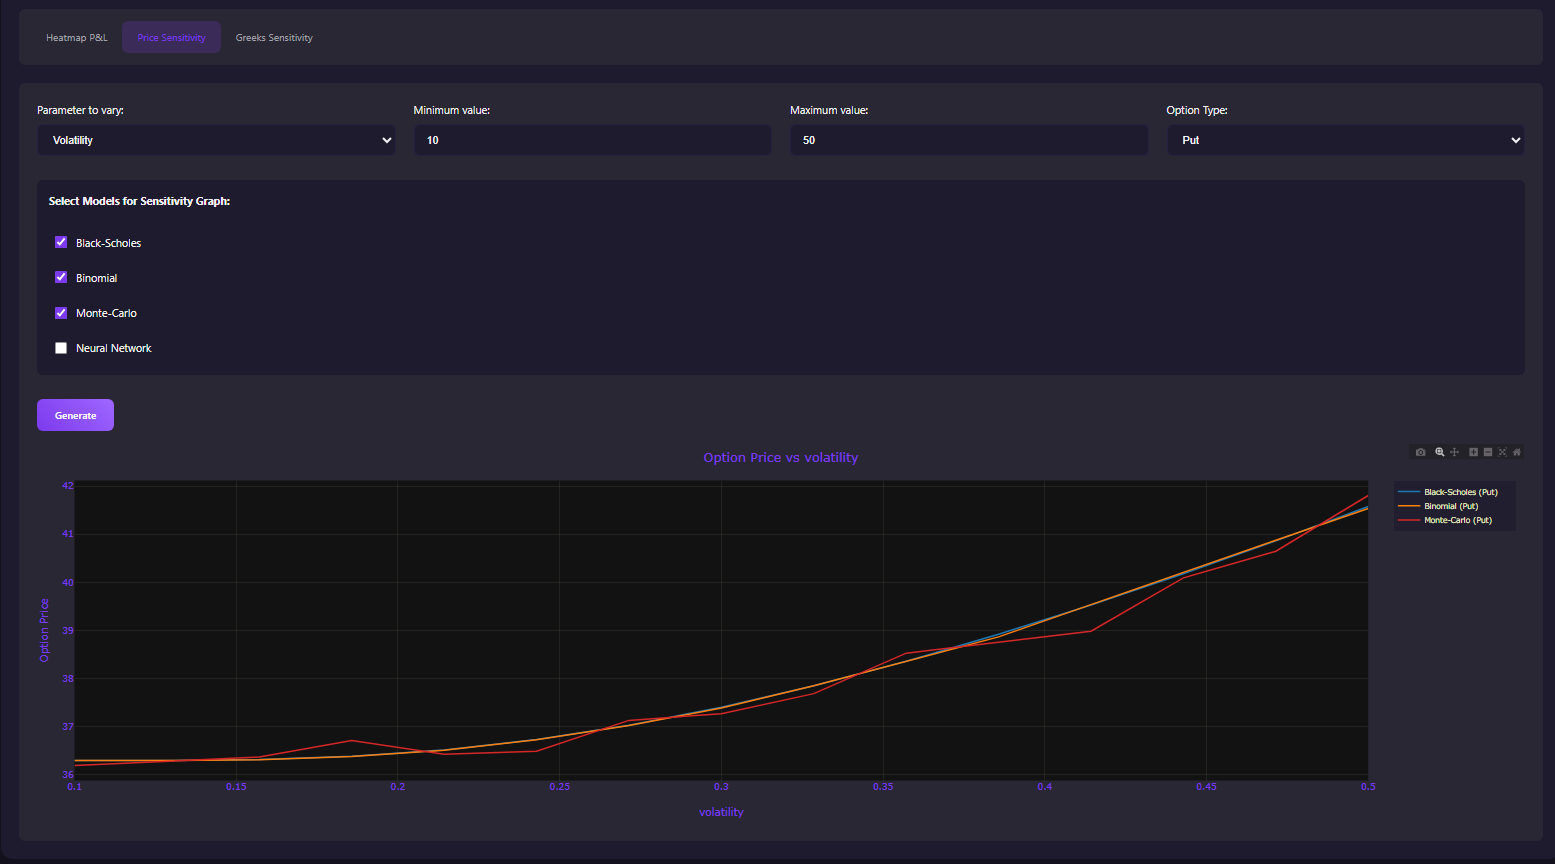 Heatmap P&L Price Sensitivity Greeks Sensitivity
Parameter to vary: Minimum value: Maximum value: Option Type:
Volatility 10 50 Put
Select Models for Sensitivity Graph:
Black-Scholes
Binomial
Monte-Carlo
Neural Network
Generate
Option Price vs volatility
Black-Scholes (Put)
Binomial (Put)
Monte-Carlo (Put)
Option Price
42
41
40
39
38
37
36
0.1 0.15 0.2 0.25 0.3 0.35 0.4 0.45 0.5
volatility